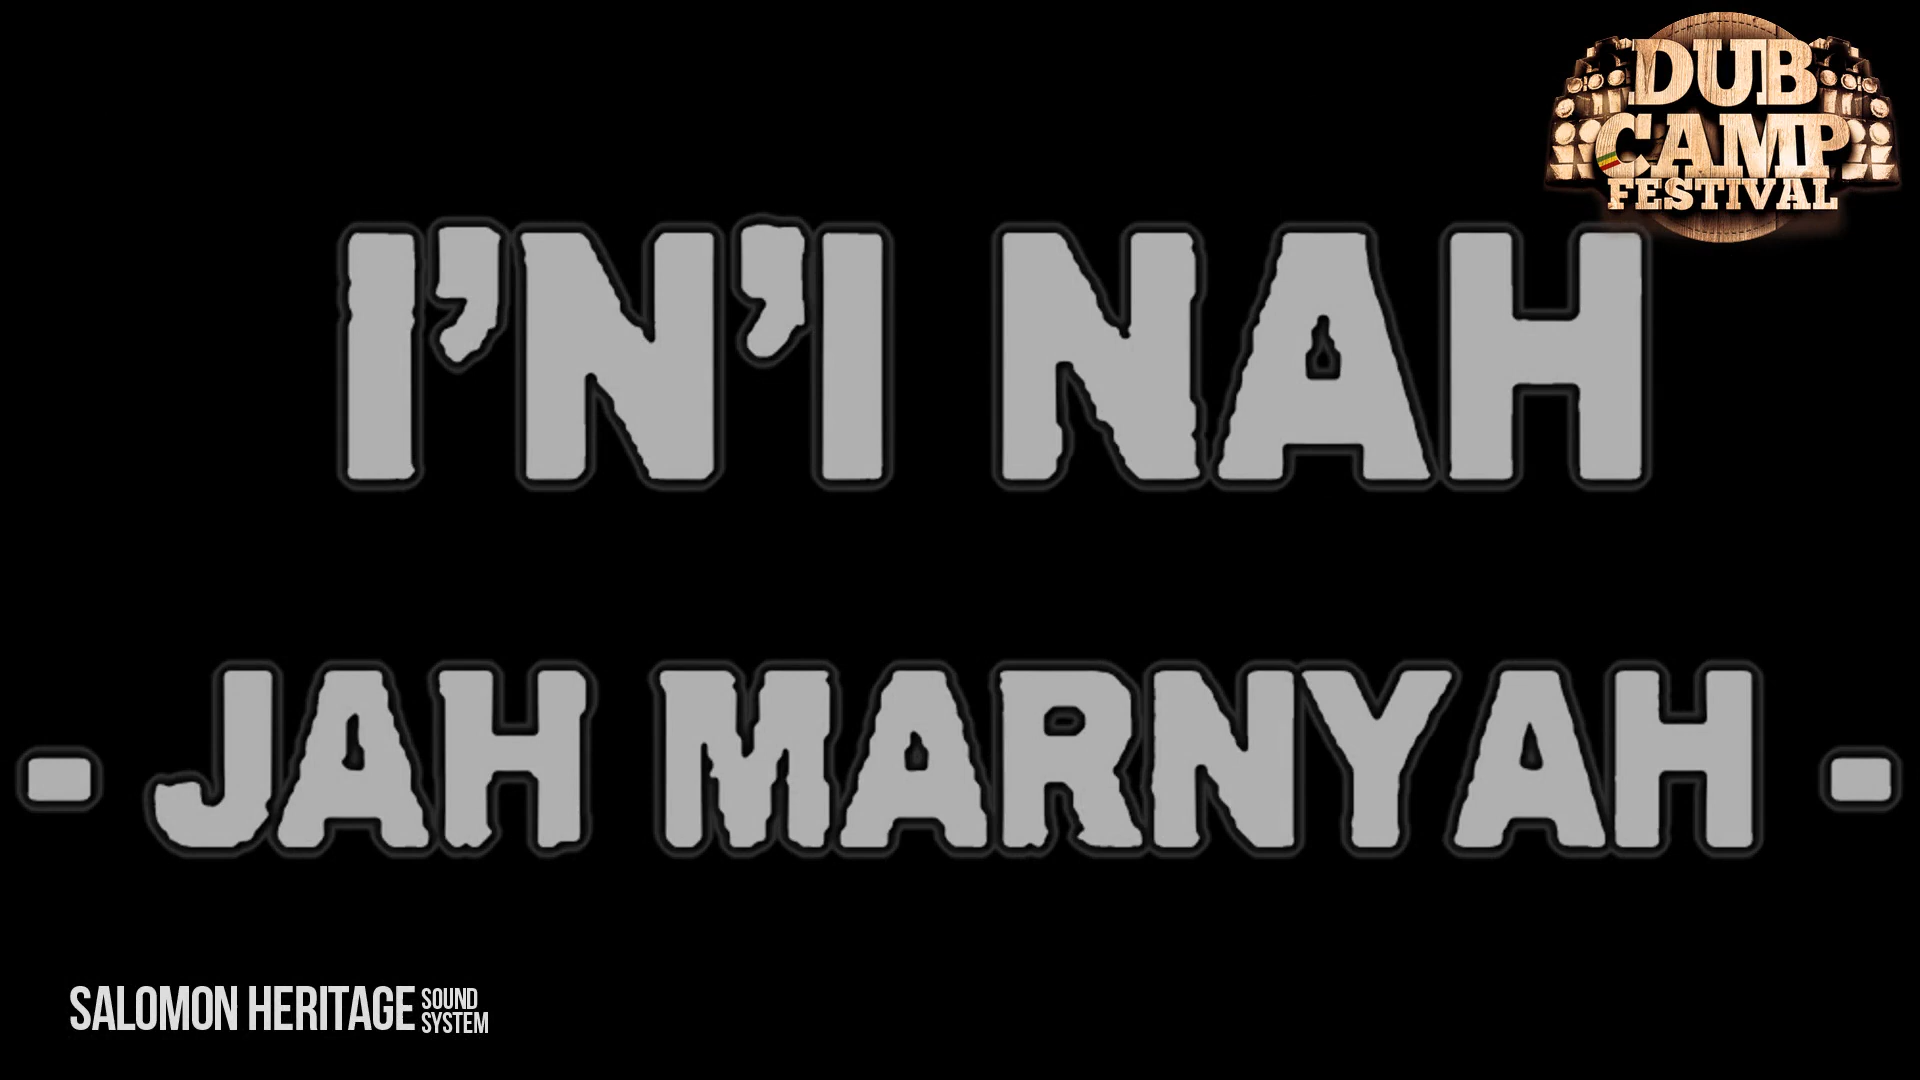 DUB
CAMP
FESTIVAL
I’N’I NAH
- JAH MARNYAH -
SALOMON HERITAGE SOUND SYSTEM